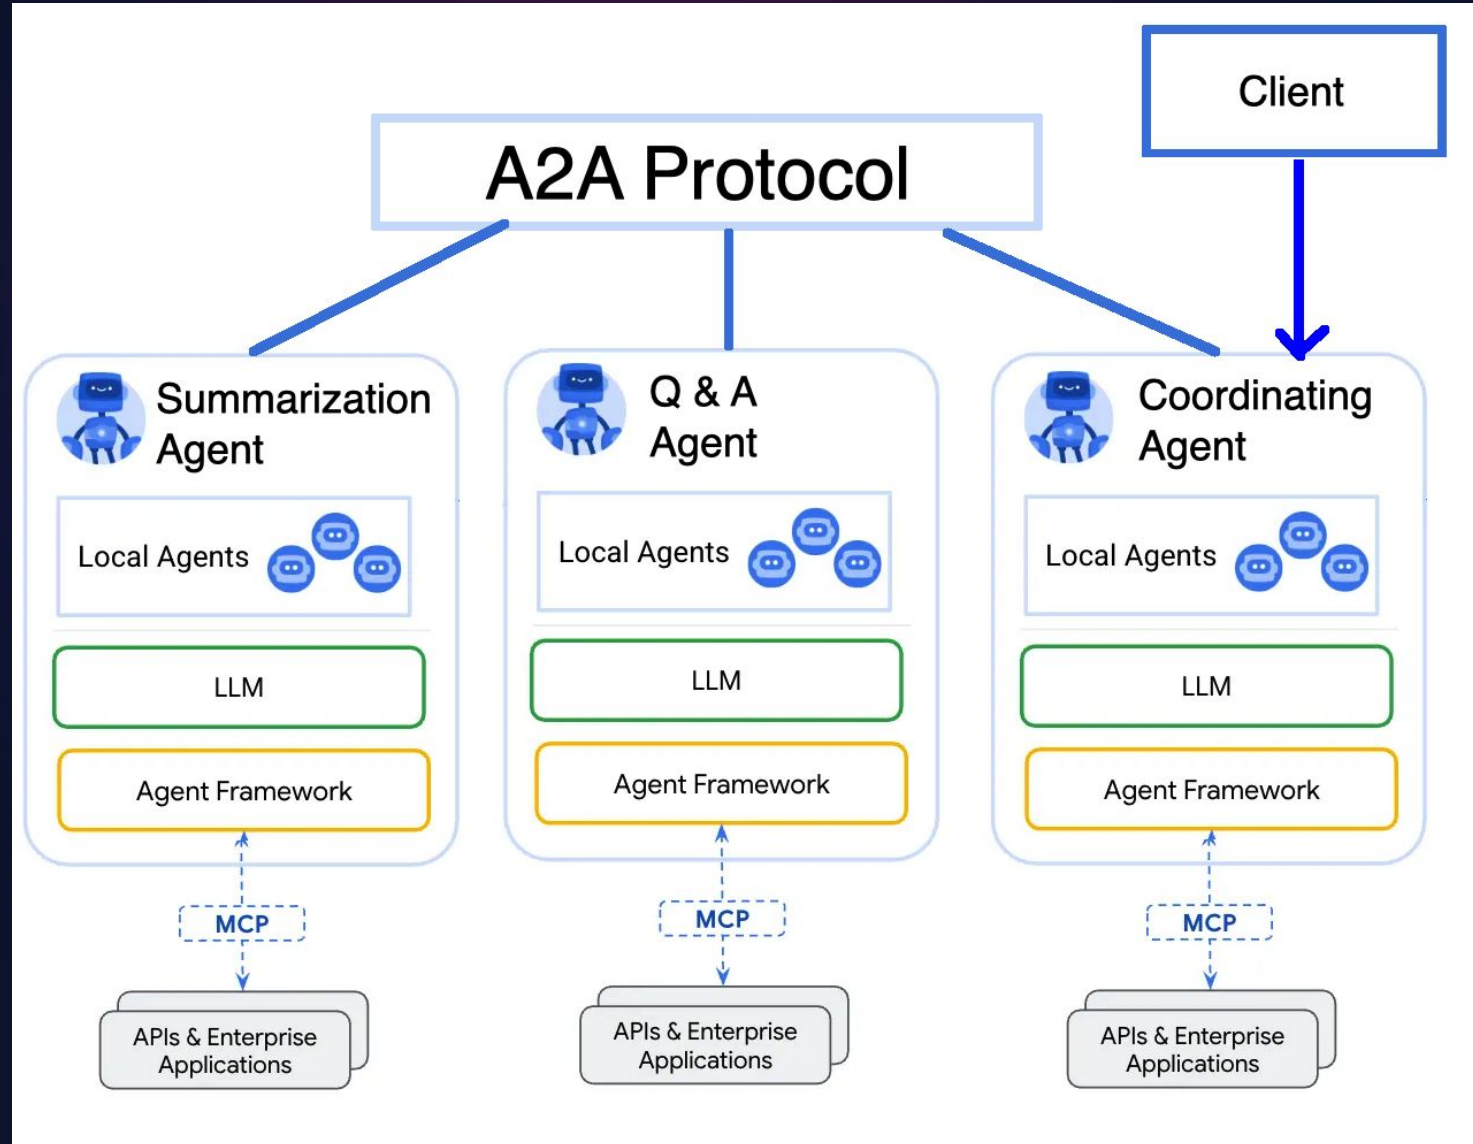 Client
A2A Protocol
Summarization
Agent
Local Agents
LLM
Agent Framework
MCP
APIs & Enterprise
Applications
Q & A
Agent
Local Agents
LLM
Agent Framework
MCP
APIs & Enterprise
Applications
Coordinating
Agent
Local Agents
LLM
Agent Framework
MCP
APIs & Enterprise
Applications